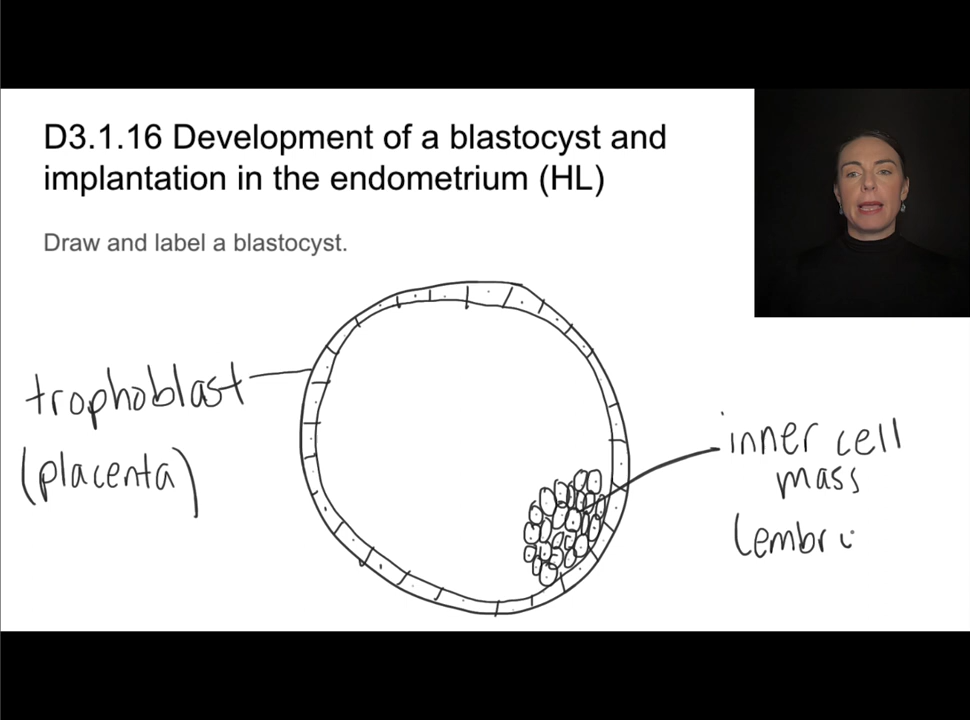 D3.1.16 Development of a blastocyst and
implantation in the endometrium (HL)
Draw and label a blastocyst.
trophoblast
(placenta)
inner cell
mass